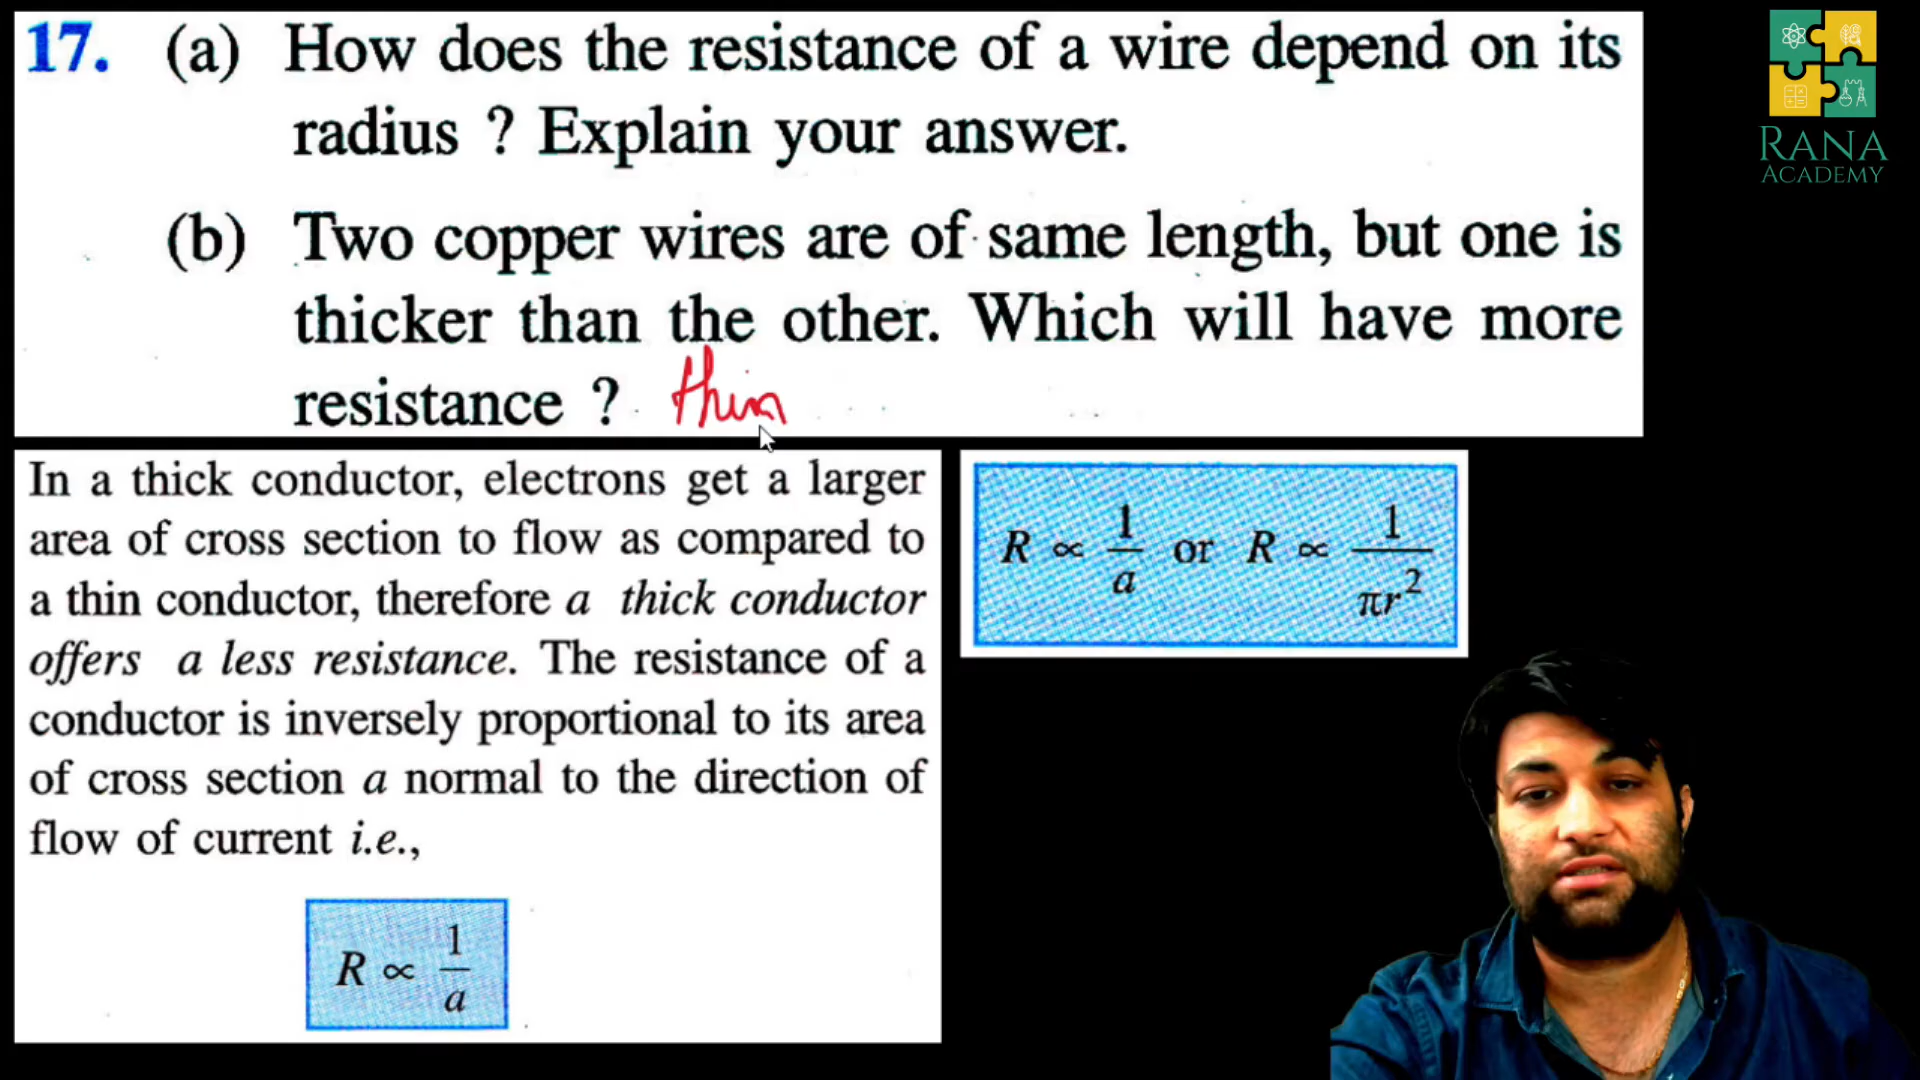 17. (a) How does the resistance of a wire depend on its
radius ? Explain your answer.
(b) Two copper wires are of same length, but one is
thicker than the other. Which will have more
resistance ? thin
In a thick conductor, electrons get a larger
area of cross section to flow as compared to
a thin conductor, therefore a thick conductor
offers a less resistance. The resistance of a
conductor is inversely proportional to its area
of cross section a normal to the direction of
flow of current i.e.,
R ∝ 1/a
R ∝ 1/a or R ∝ 1/πr²
RANA
ACADEMY